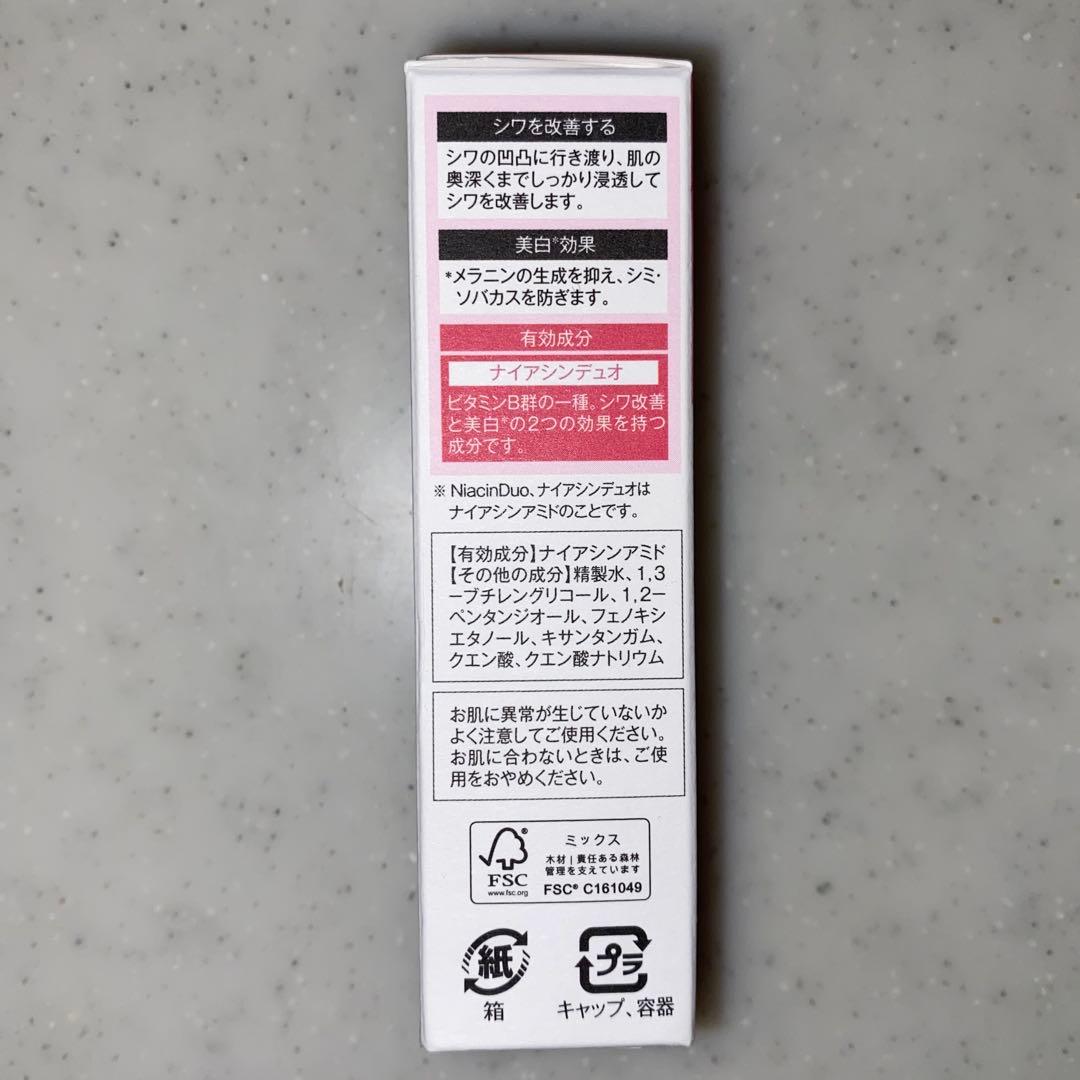 シワを改善する
シワの凹凸に行き渡り、肌の
奥深くまでしっかり浸透して
シワを改善します。
美白*効果
*メラニンの生成を抑え、シミ・
ソバカスを防ぎます。
有効成分
ナイアシンデュオ
ビタミンB群の一種。シワ改善
と美白*の2つの効果を持つ
成分です。
※ NiacinDuo、ナイアシンデュオは
ナイアシンアミドのことです。
【有効成分】ナイアシンアミド
【その他の成分】精製水、1,3
ーブチレングリコール、1,2ー
ペンタンジオール、フェノキシ
エタノール、キサンタンガム、
クエン酸、クエン酸ナトリウム
お肌に異常が生じていないか
よく注意してご使用ください。
お肌に合わないときは、ご使
用をおやめください。
FSC®
www.fsc.org
ミックス
木材 | 責任ある森林
管理を支えています
FSC® C161049
紙
箱
プラ
キャップ、容器